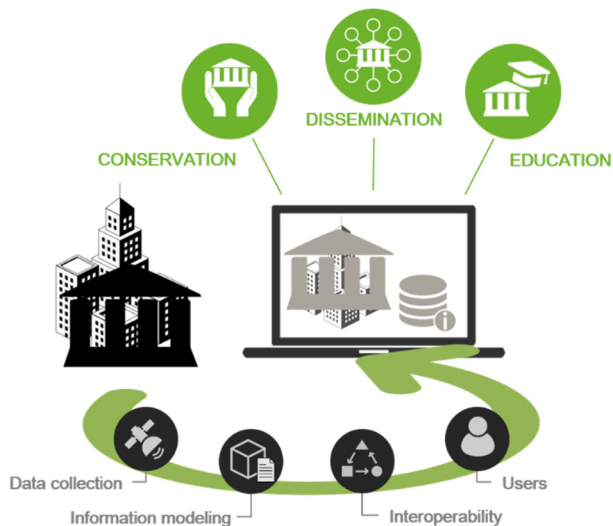 DISSEMINATION
CONSERVATION
EDUCATION
i
Data collection
Users
Information modeling
Interoperability